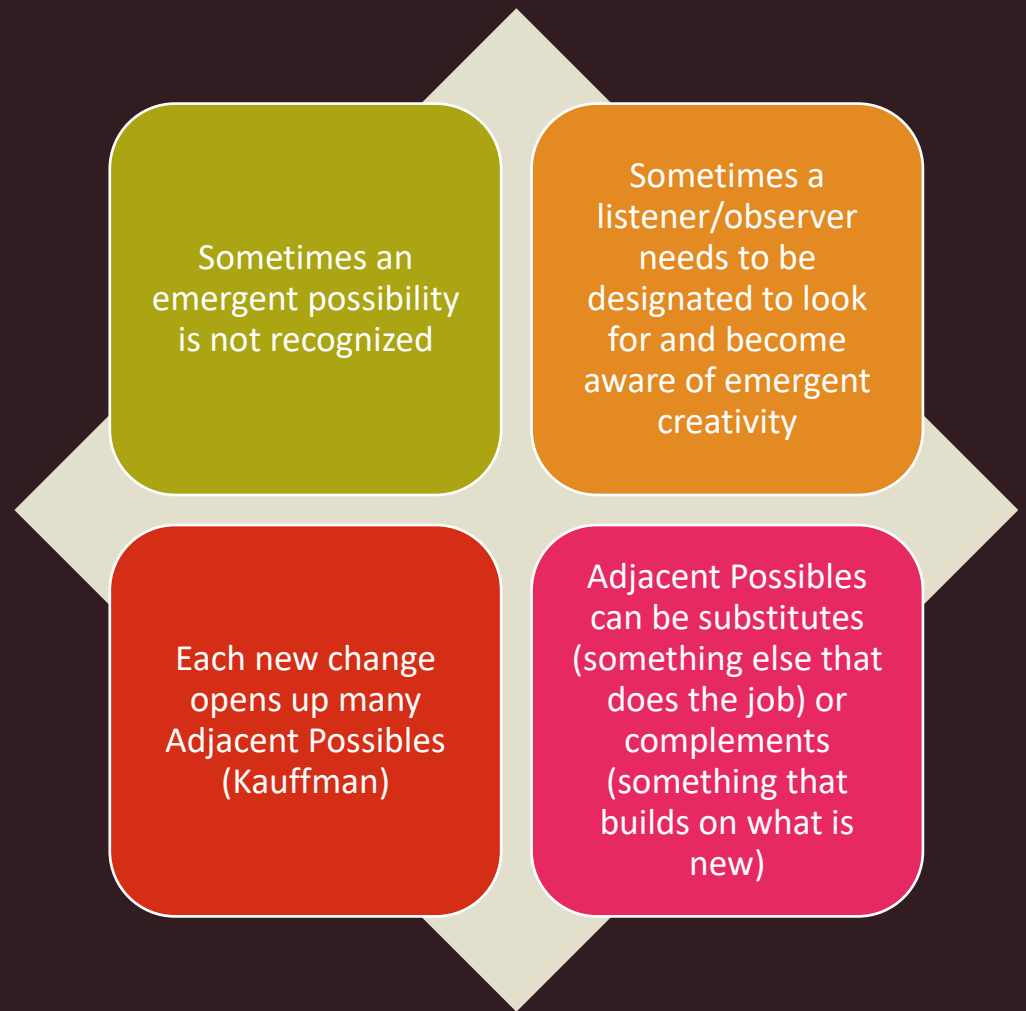 Sometimes an
emergent possibility
is not recognized
Sometimes a
listener/observer
needs to be
designated to look
for and become
aware of emergent
creativity
Each new change
opens up many
Adjacent Possibles
(Kauffman)
Adjacent Possibles
can be substitutes
(something else that
does the job) or
complements
(something that
builds on what is
new)